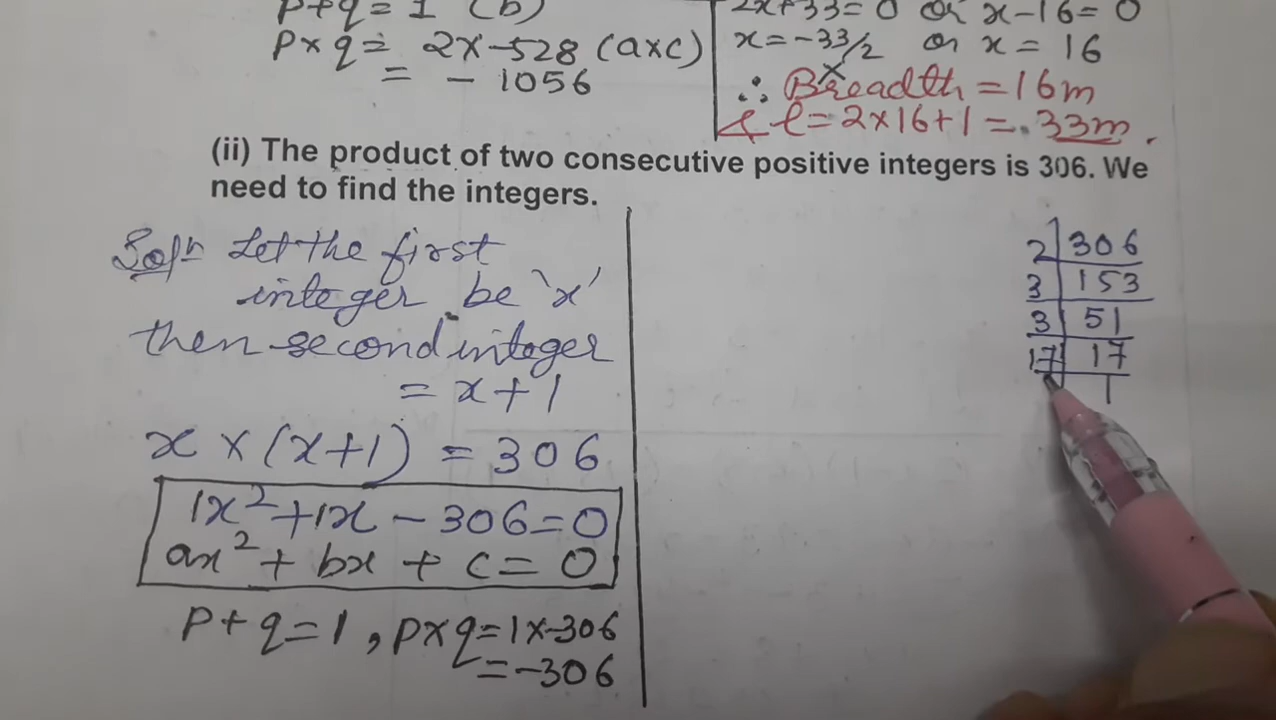 p+q= 1 (b)
p×q= 2×-528 (a×c)
= - 1056
2x+33=0 or x-16=0
x=-33/2 or x= 16
×
∴ Breadth =16m
& l=2×16+1=33m.
(ii) The product of two consecutive positive integers is 306. We
need to find the integers.
Solⁿ Let the first
integer be 'x'
then second integer
= x+1
x × (x+1) = 306
1x²+1x - 306=0
ax²+ bx + c= 0
p+q=1, p×q=1×-306
=-306
2 306
3 153
3 51
17 17
1